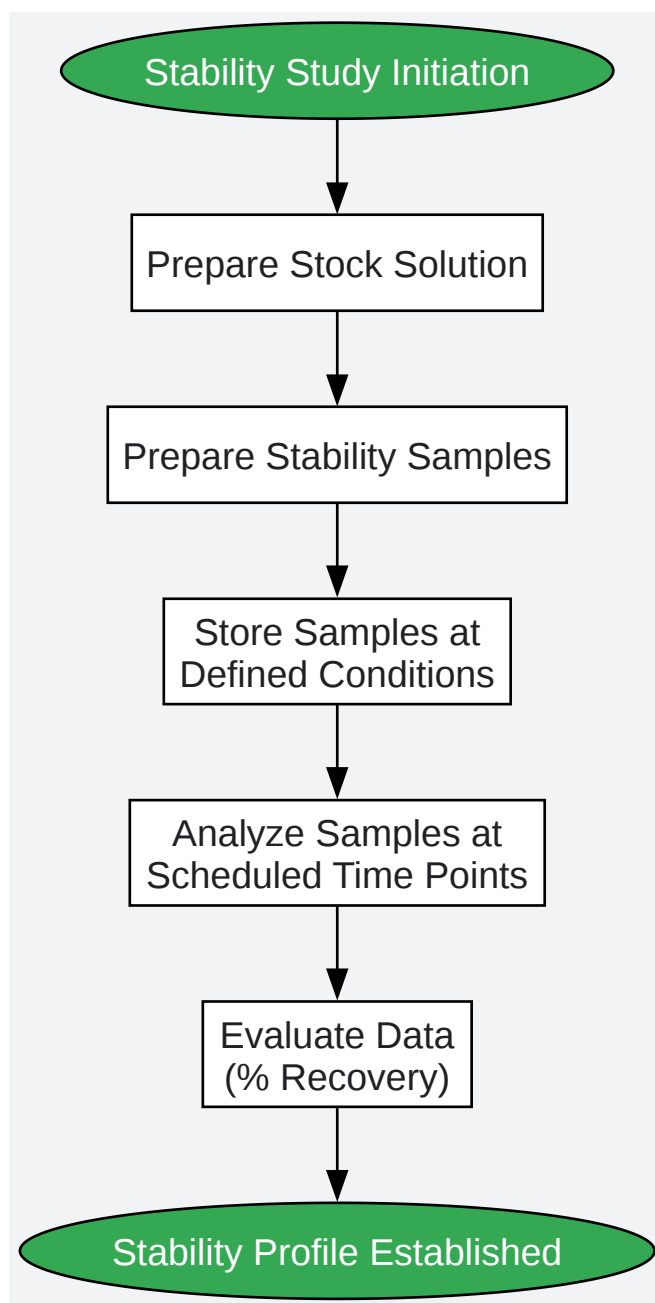 Stability Study Initiation
Prepare Stock Solution
Prepare Stability Samples
Store Samples at
Defined Conditions
Analyze Samples at
Scheduled Time Points
Evaluate Data
(% Recovery)
Stability Profile Established